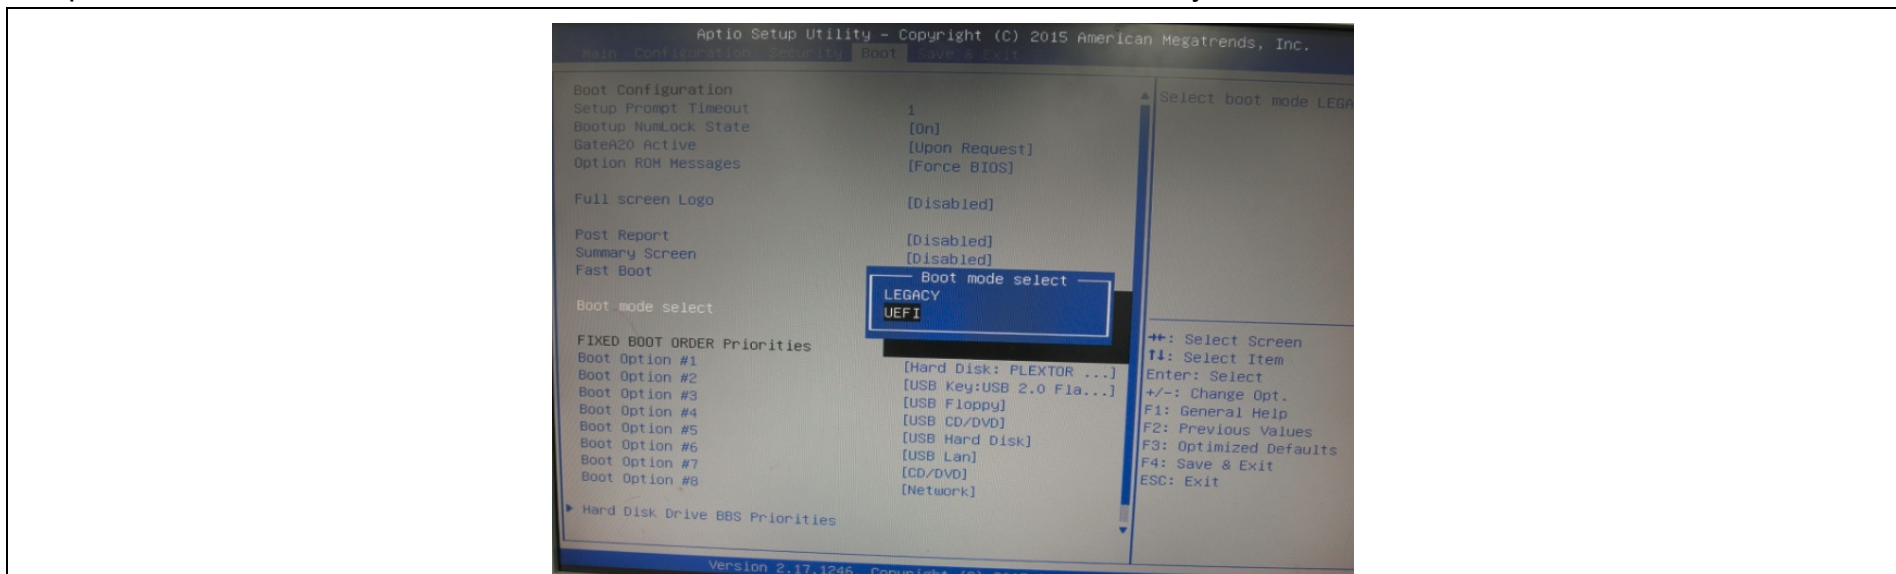 Aptio Setup Utility – Copyright (C) 2015 American Megatrends, Inc.
Main Configuration Security Boot Save & Exit
Boot Configuration
Setup Prompt Timeout 1
Bootup NumLock State [On]
GateA20 Active [Upon Request]
Option ROM Messages [Force BIOS]
Full screen Logo [Disabled]
Post Report [Disabled]
Summary Screen [Disabled]
Fast Boot
Boot mode select
Boot mode select
LEGACY
UEFI
FIXED BOOT ORDER Priorities
Boot Option #1 [Hard Disk: PLEXTOR ...]
Boot Option #2 [USB Key:USB 2.0 Fla...]
Boot Option #3 [USB Floppy]
Boot Option #4 [USB CD/DVD]
Boot Option #5 [USB Hard Disk]
Boot Option #6 [USB Lan]
Boot Option #7 [CD/DVD]
Boot Option #8 [Network]
Hard Disk Drive BBS Priorities
Select boot mode LEGA
→←: Select Screen
↑↓: Select Item
Enter: Select
+/-: Change Opt.
F1: General Help
F2: Previous Values
F3: Optimized Defaults
F4: Save & Exit
ESC: Exit
Version 2.17.1246. Copyright (C)